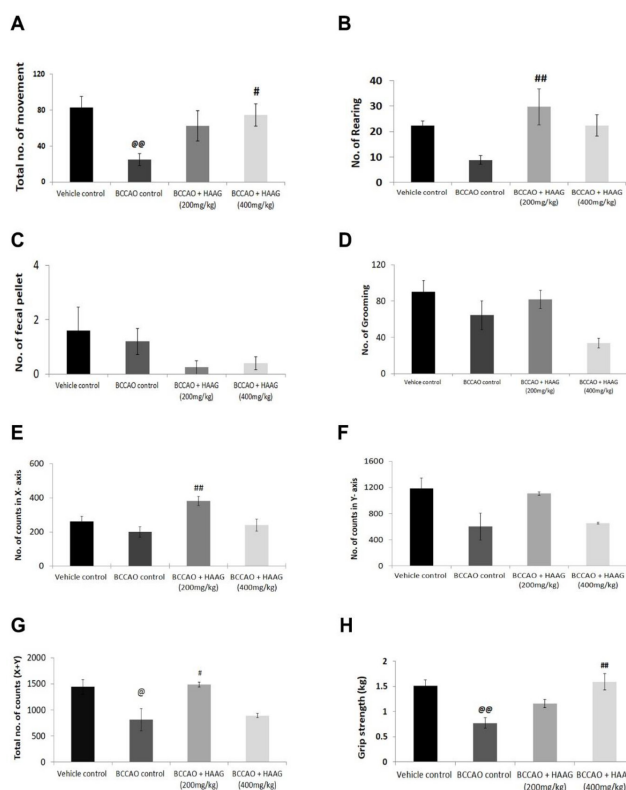 A
Total no. of movement
120
80
40
0
@@
#
Vehicle control
BCCAO control
BCCAO + HAAG
(200mg/kg)
BCCAO + HAAG
(400mg/kg)
B
No. of Rearing
40
30
20
10
0
##
Vehicle control
BCCAO control
BCCAO + HAAG
(200mg/kg)
BCCAO + HAAG
(400mg/kg)
C
No. of fecal pellet
4
2
0
Vehicle control
BCCAO control
BCCAO + HAAG
(200mg/kg)
BCCAO + HAAG
(400mg/kg)
D
No. of Grooming
120
80
40
0
Vehicle control
BCCAO control
BCCAO + HAAG
(200mg/kg)
BCCAO + HAAG
(400mg/kg)
E
No. of counts in X- axis
600
400
200
0
##
Vehicle control
BCCAO control
BCCAO + HAAG
(200mg/kg)
BCCAO + HAAG
(400mg/kg)
F
No. of counts in Y- axis
1600
1200
800
400
0
Vehicle control
BCCAO control
BCCAO + HAAG
(200mg/kg)
BCCAO + HAAG
(400mg/kg)
G
Total no. of counts (X+Y)
2000
1500
1000
500
0
@
#
Vehicle control
BCCAO control
BCCAO + HAAG
(200mg/kg)
BCCAO + HAAG
(400mg/kg)
H
Grip strength (kg)
2
1.5
1
0.5
0
@@
##
Vehicle control
BCCAO control
BCCAO + HAAG
(200mg/kg)
BCCAO + HAAG
(400mg/kg)